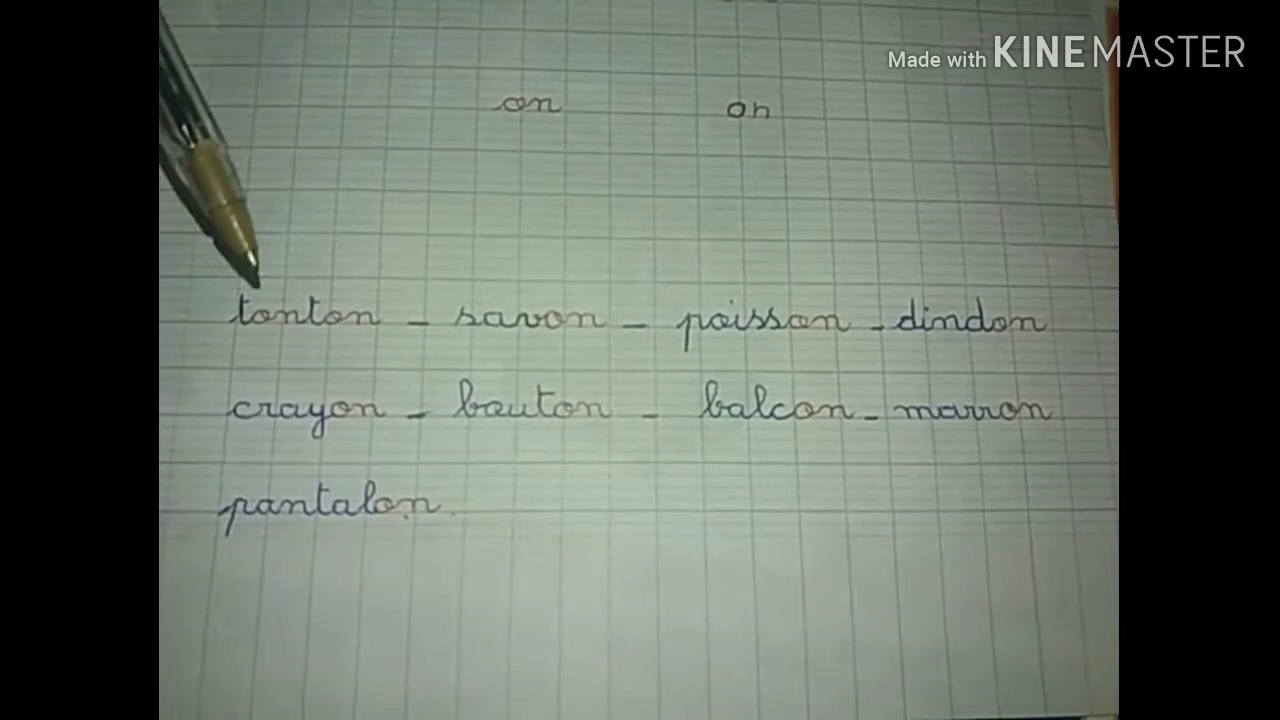 Made with KINEMASTER
on on
tonton - savon - poisson - dindon
crayon - bouton - balcon - marron
pantalon.